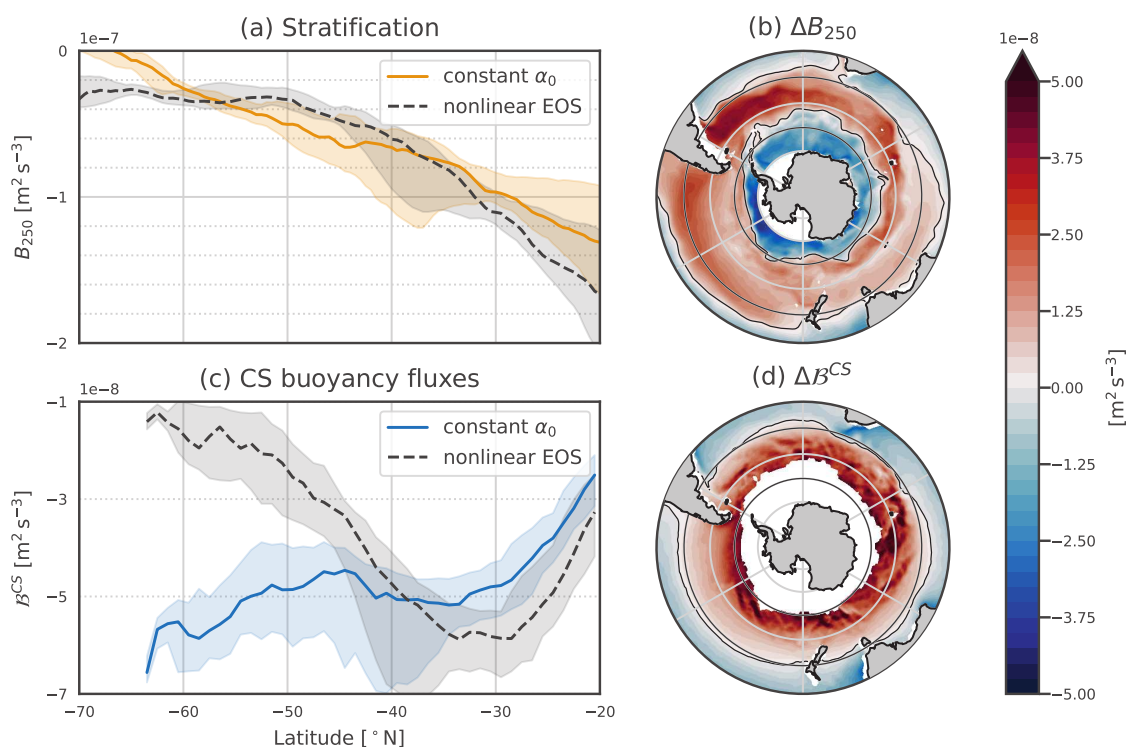 (a) Stratification
1e−7
0
−1
−2
B₂₅₀ [m² s⁻³]
constant α₀
nonlinear EOS
(b) ΔB₂₅₀
(c) CS buoyancy fluxes
1e−8
−1
−3
−5
−7
ℬᶜˢ [m² s⁻³]
constant α₀
nonlinear EOS
−70
−60
−50
−40
−30
−20
Latitude [°N]
(d) Δℬᶜˢ
1e−8
5.00
3.75
2.50
1.25
0.00
−1.25
−2.50
−3.75
−5.00
[m² s⁻³]